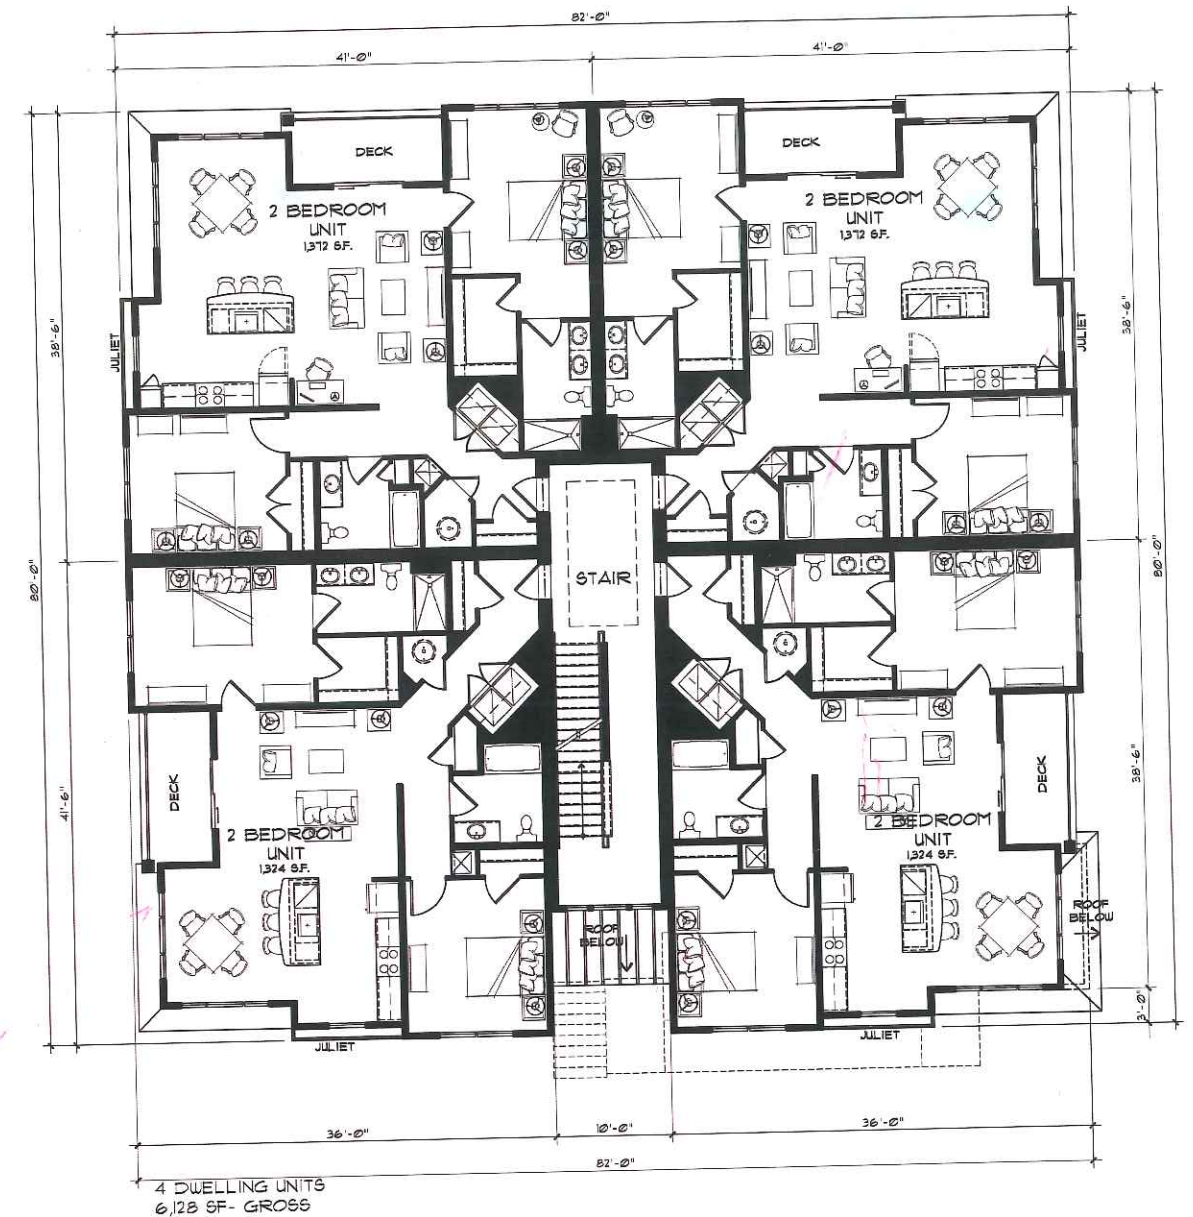 82'-0"
41'-0"
41'-0"
DECK
DECK
2 BEDROOM
UNIT
1,372 S.F.
2 BEDROOM
UNIT
1,372 S.F.
38'-6"
38'-6"
JULIET
JULIET
80'-0"
80'-0"
STAIR
41'-6"
38'-6"
DECK
DECK
2 BEDROOM
UNIT
1,324 S.F.
2 BEDROOM
UNIT
1,324 S.F.
ROOF
BELOW
ROOF
BELOW
3'-0"
JULIET
JULIET
36'-0"
10'-0"
36'-0"
82'-0"
4 DWELLING UNITS
6,128 SF- GROSS